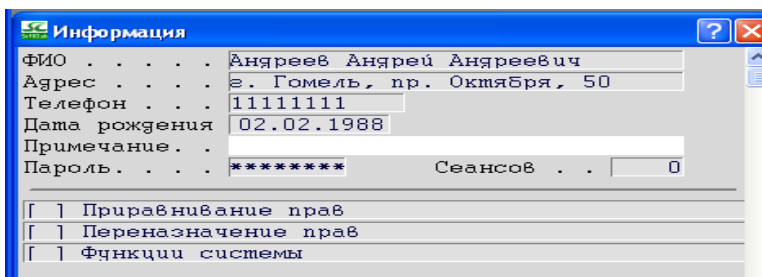 Информация
ФИО . . . . . Андреев Андрей Андреевич
Адрес . . . . г. Гомель, пр. Октября, 50
Телефон . . . 11111111
Дата рождения 02.02.1988
Примечание. .
Пароль. . . . ******** Сеансов . . 0
[ ] Приравнивание прав
[ ] Переназначение прав
[ ] Функции системы